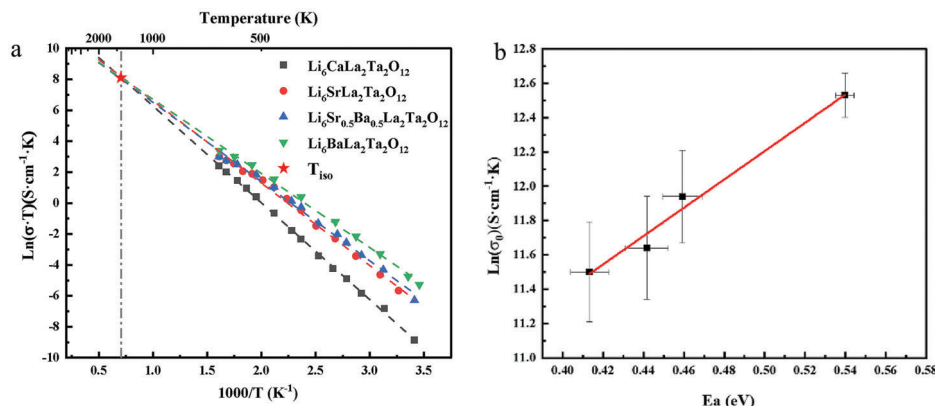 a
Temperature (K)
2000 1000 500
Ln(σ·T)(S·cm⁻¹·K)
10
8
6
4
2
0
-2
-4
-6
-8
-10
Li₆CaLa₂Ta₂O₁₂
Li₆SrLa₂Ta₂O₁₂
Li₆Sr₀.₅Ba₀.₅La₂Ta₂O₁₂
Li₆BaLa₂Ta₂O₁₂
T_iso
0.5 1.0 1.5 2.0 2.5 3.0 3.5
1000/T (K⁻¹)
b
Ln(σ₀)(S·cm⁻¹·K)
12.8
12.6
12.4
12.2
12.0
11.8
11.6
11.4
11.2
11.0
0.40 0.42 0.44 0.46 0.48 0.50 0.52 0.54 0.56 0.58
Ea (eV)